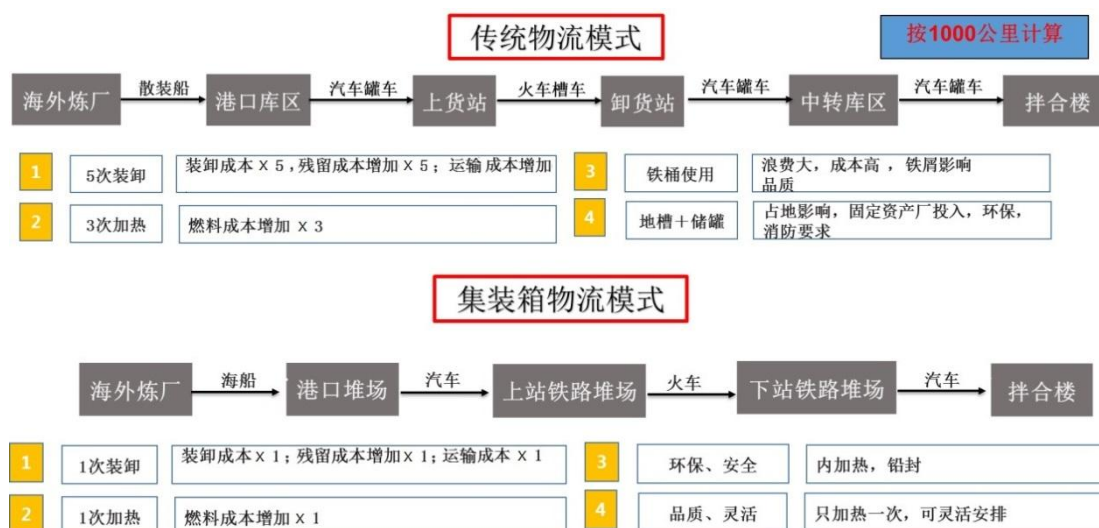 传统物流模式
按1000公里计算
海外炼厂 散装船 港口库区 汽车罐车 上货站 火车槽车 卸货站 汽车罐车 中转库区 汽车罐车 拌合楼
1 5次装卸 装卸成本×5,残留成本增加×5;运输成本增加
2 3次加热 燃料成本增加×3
3 铁桶使用 浪费大,成本高,铁屑影响
品质
4 地槽+储罐 占地影响,固定资产厂投入,环保,
消防要求
集装箱物流模式
海外炼厂 海船 港口堆场 汽车 上站铁路堆场 火车 下站铁路堆场 汽车 拌合楼
1 1次装卸 装卸成本×1;残留成本增加×1;运输成本×1
2 1次加热 燃料成本增加×1
3 环保、安全 内加热,铅封
4 品质、灵活 只加热一次,可灵活安排